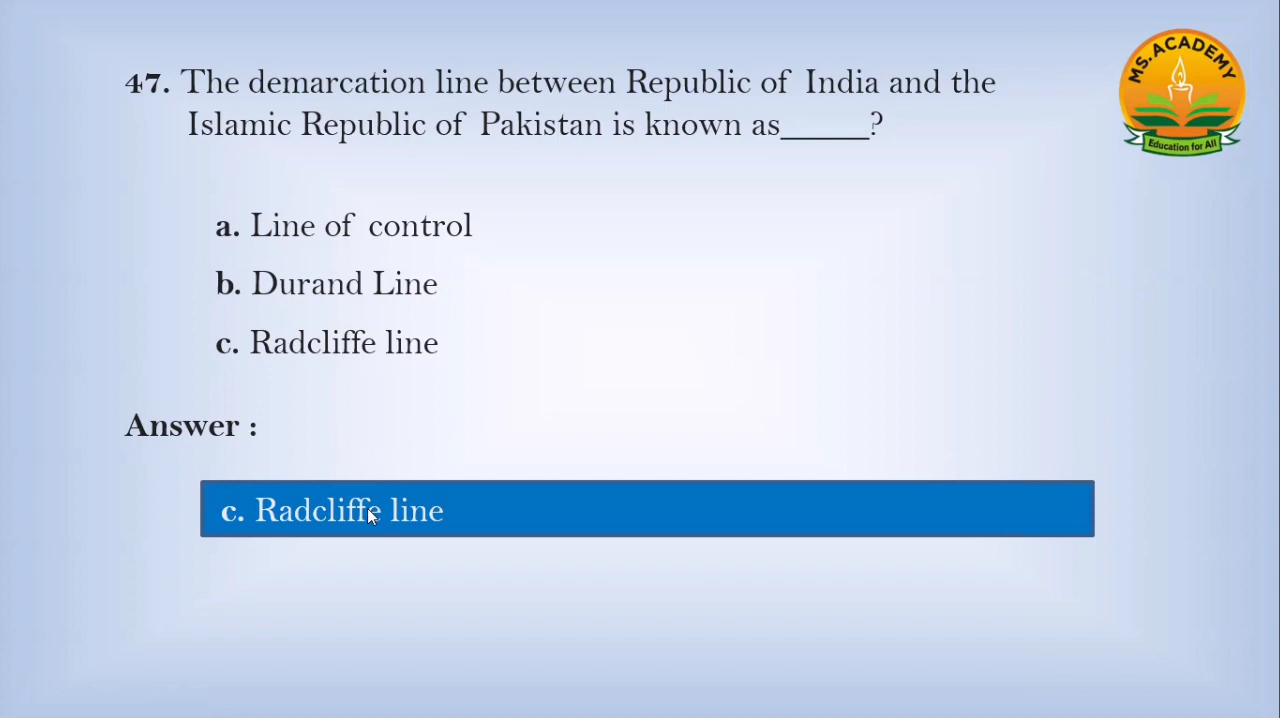 47. The demarcation line between Republic of India and the
Islamic Republic of Pakistan is known as_____?
MS. ACADEMY
Education for All
a. Line of control
b. Durand Line
c. Radcliffe line
Answer :
c. Radcliffe line